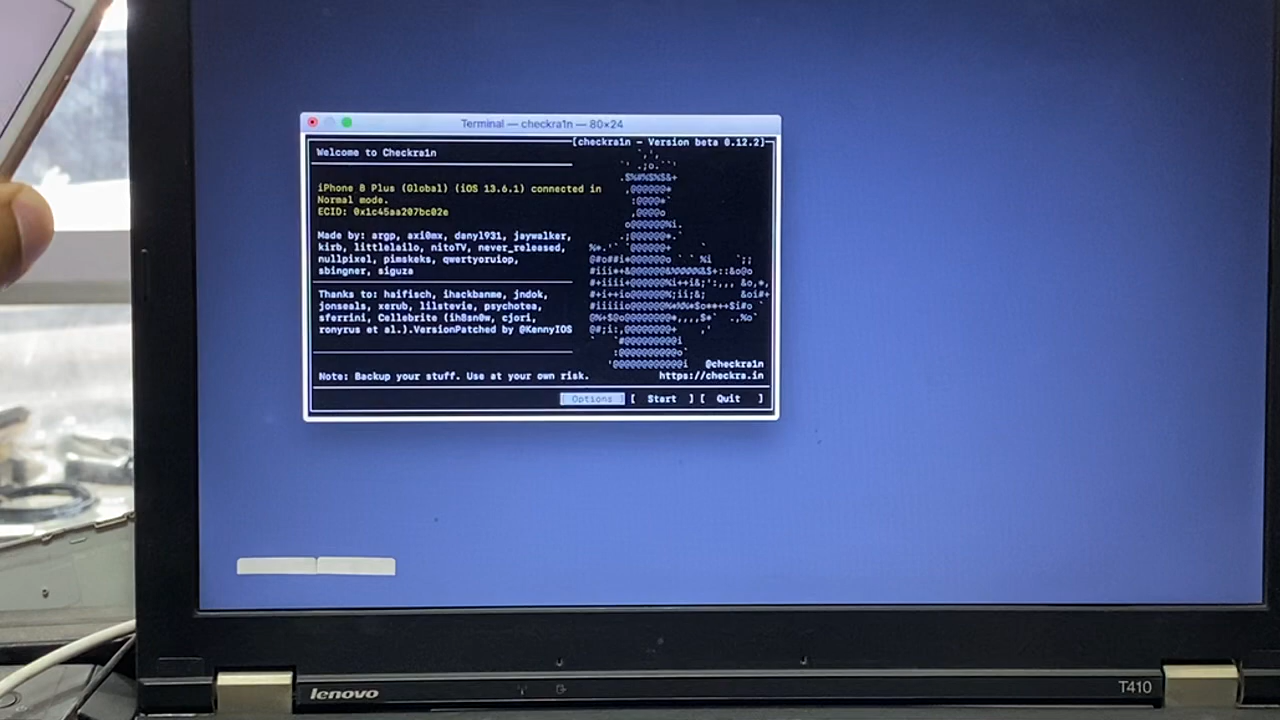 Terminal — checkra1n — 80×24
[checkra1n - Version beta 0.12.2]
Welcome to Checkra1n
iPhone 8 Plus (Global) (iOS 13.6.1) connected in
Normal mode.
ECID: 0x1c45aa207bc02e
Made by: argp, axi0mx, danyl931, jaywalker,
kirb, littlelailo, nitoTV, never_released,
nullpixel, pimskeks, qwertyoruiop,
sbingner, siguza
Thanks to: haifisch, ihackbanme, jndok,
jonseals, xerub, lilstevie, psychotea,
sferrini, Cellebrite (ih8sn0w, cjori,
ronyrus et al.).VersionPatched by @KennyIOS
@checkra1n
Note: Backup your stuff. Use at your own risk.
https://checkra.in
[ Options ] [ Start ] [ Quit ]
lenovo
T410